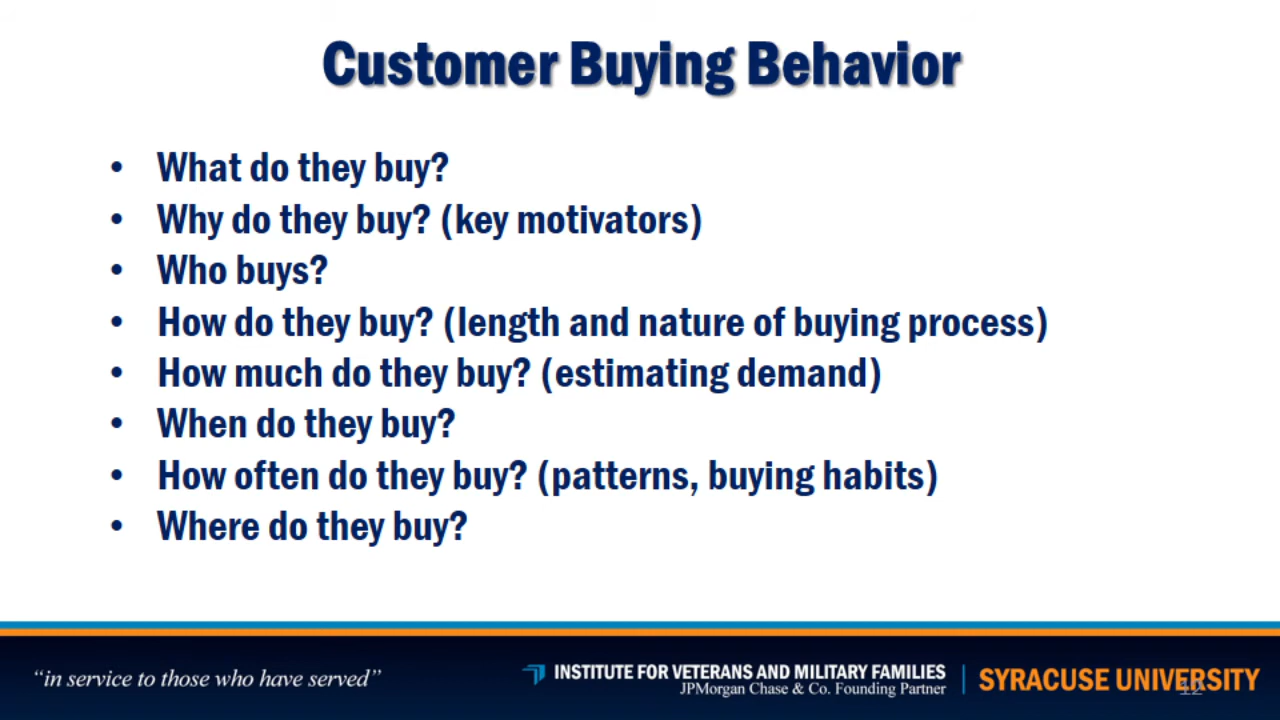 Customer Buying Behavior
• What do they buy?
• Why do they buy? (key motivators)
• Who buys?
• How do they buy? (length and nature of buying process)
• How much do they buy? (estimating demand)
• When do they buy?
• How often do they buy? (patterns, buying habits)
• Where do they buy?
“in service to those who have served”
INSTITUTE FOR VETERANS AND MILITARY FAMILIES
JPMorgan Chase & Co. Founding Partner
SYRACUSE UNIVERSITY
12